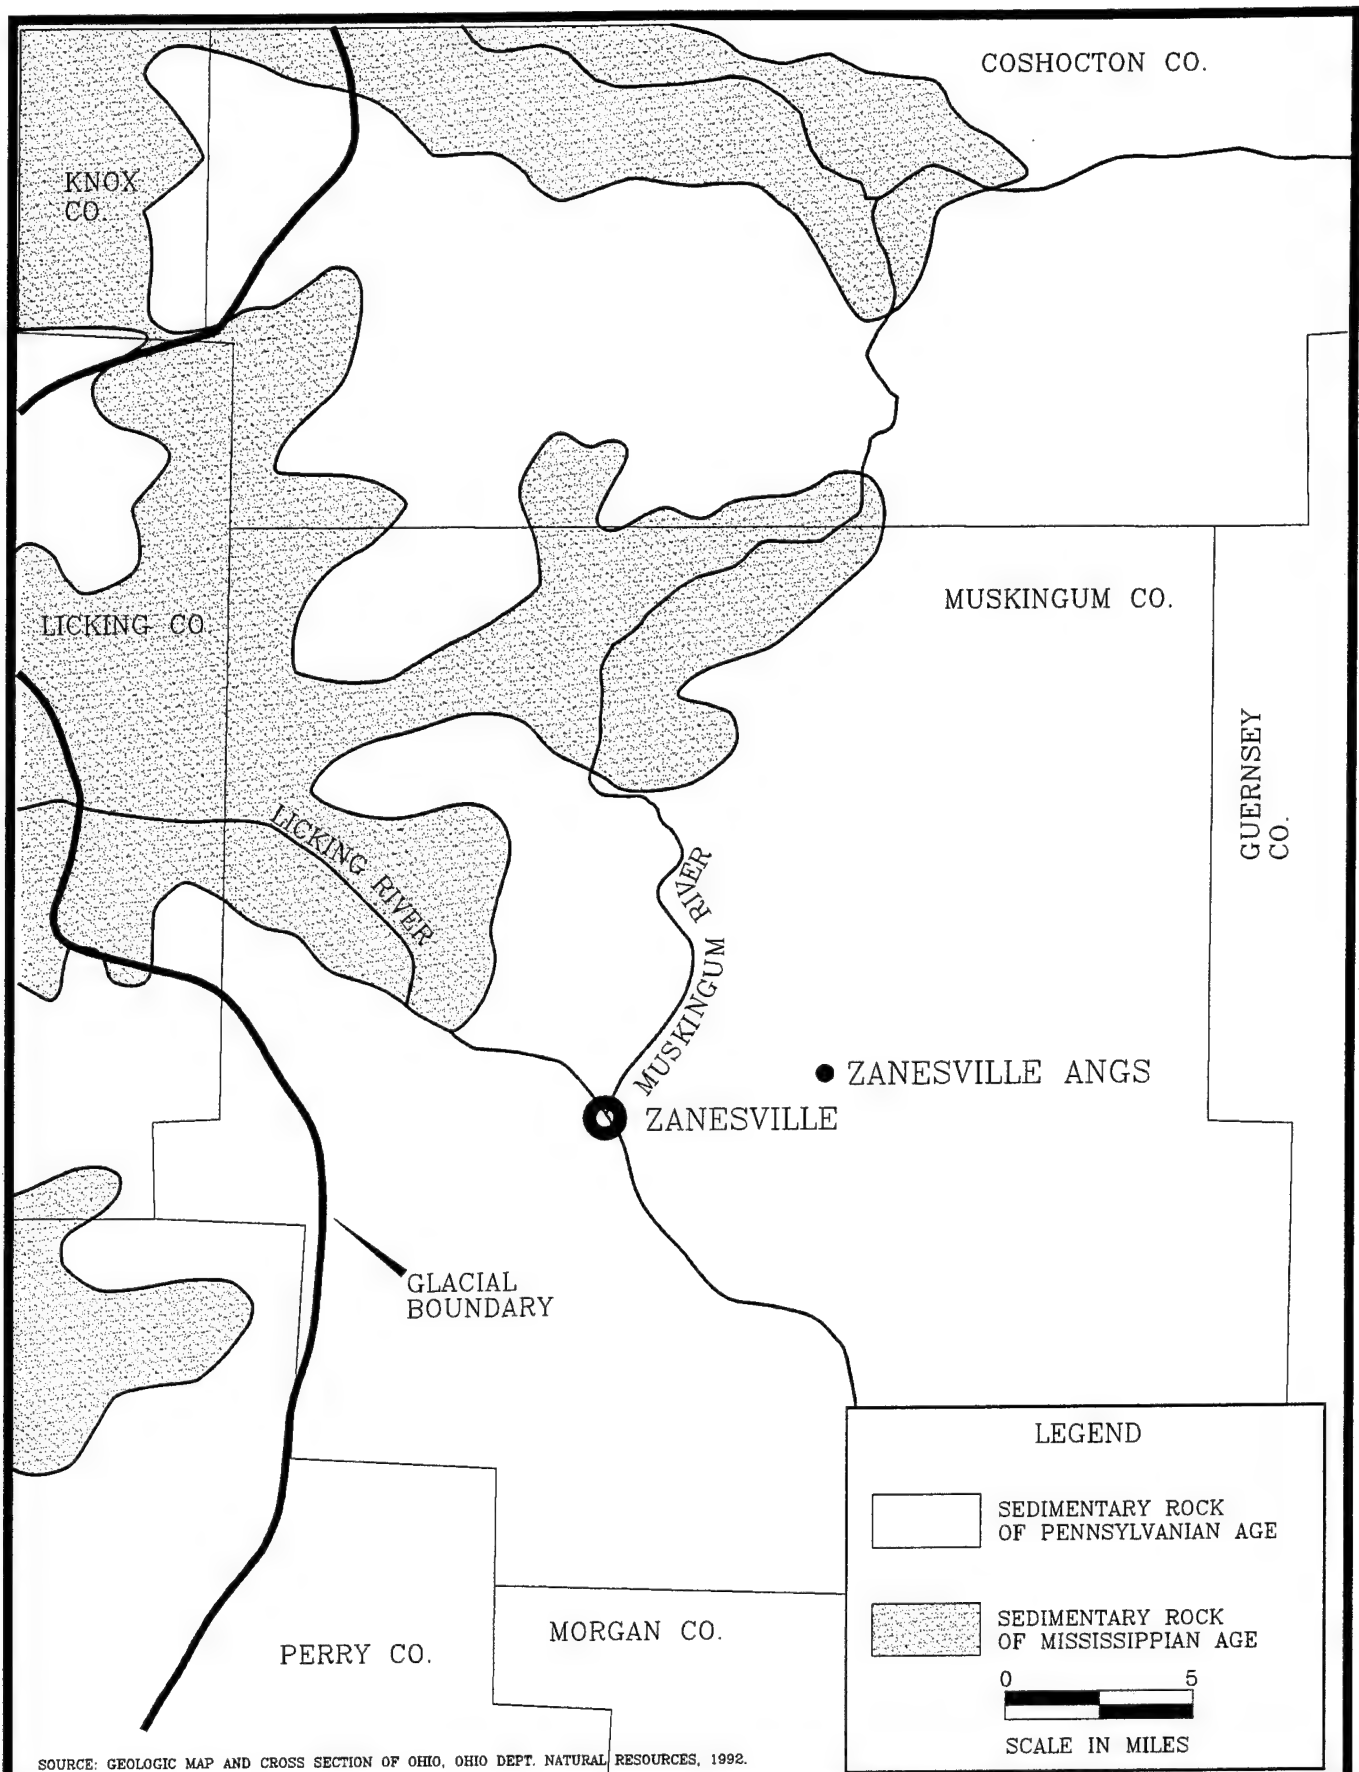 COSHOCTON CO.
KNOX
CO.
MUSKINGUM CO.
LICKING CO.
GUERNSEY
CO.
LICKING RIVER
MUSKINGUM RIVER
ZANESVILLE ANGS
ZANESVILLE
GLACIAL
BOUNDARY
LEGEND
SEDIMENTARY ROCK
OF PENNSYLVANIAN AGE
SEDIMENTARY ROCK
OF MISSISSIPPIAN AGE
0 5
SCALE IN MILES
MORGAN CO.
PERRY CO.
SOURCE: GEOLOGIC MAP AND CROSS SECTION OF OHIO, OHIO DEPT. NATURAL RESOURCES, 1992.